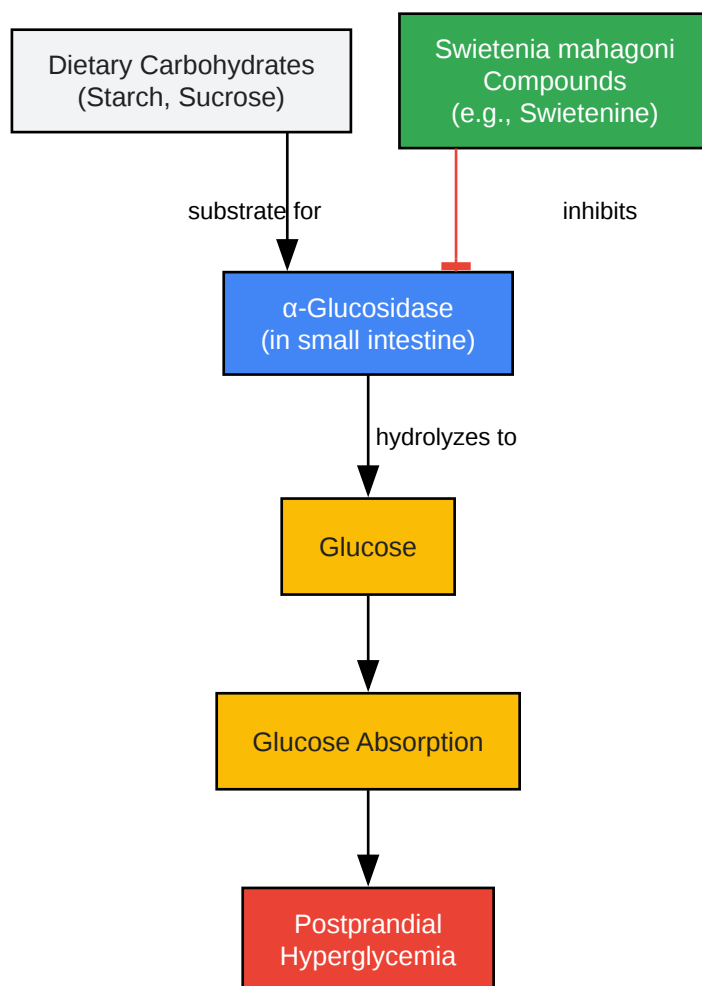 Dietary Carbohydrates
(Starch, Sucrose)
Swietenia mahagoni
Compounds
(e.g., Swietenine)
substrate for
inhibits
α-Glucosidase
(in small intestine)
hydrolyzes to
Glucose
Glucose Absorption
Postprandial
Hyperglycemia